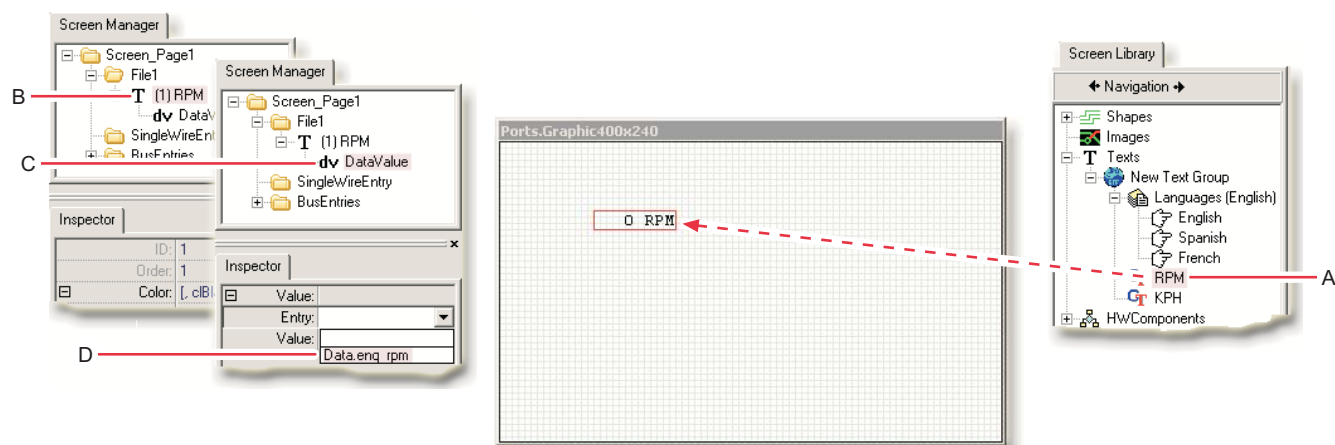 Screen Manager
Screen_Page1
File1
B
T (1) RPM
dv DataV
SingleWireEnt
BusEntries
Inspector
ID: 1
Order: 1
Color: [, clBl
Screen Manager
Screen_Page1
File1
T (1) RPM
C
dv DataValue
SingleWireEntry
BusEntries
x
Inspector
Value:
Entry:
Value:
D
Data.eng_rpm
Ports.Graphic400x240
0 RPM
Screen Library
Navigation
Shapes
Images
T Texts
New Text Group
Languages (English)
English
Spanish
French
RPM
A
GT KPH
HWComponents